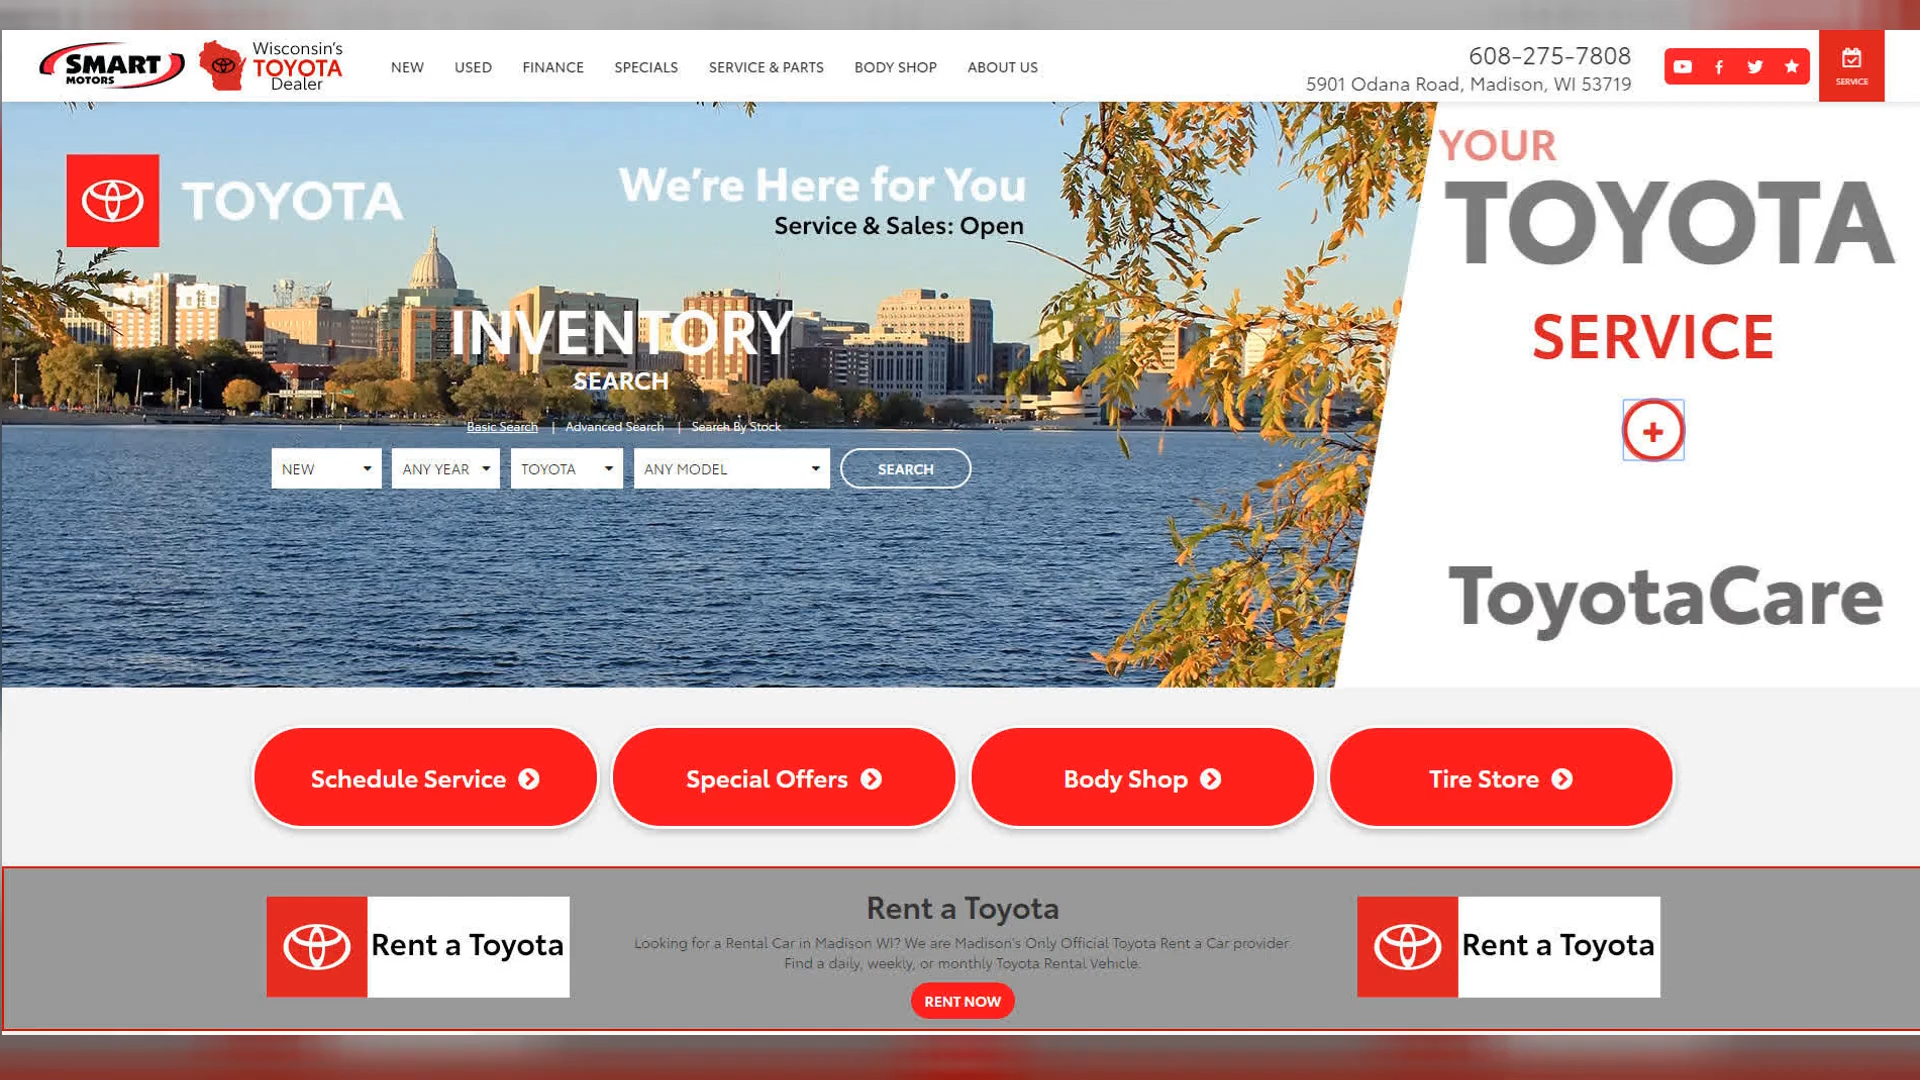 SMART
MOTORS
Wisconsin's
TOYOTA
Dealer
NEW
USED
FINANCE
SPECIALS
SERVICE & PARTS
BODY SHOP
ABOUT US
608-275-7808
5901 Odana Road, Madison, WI 53719
SERVICE
TOYOTA
We're Here for You
Service & Sales: Open
INVENTORY
SEARCH
Basic Search | Advanced Search | Search By Stock
NEW
ANY YEAR
TOYOTA
ANY MODEL
SEARCH
YOUR
TOYOTA
SERVICE
ToyotaCare
Schedule Service
Special Offers
Body Shop
Tire Store
Rent a Toyota
Rent a Toyota
Looking for a Rental Car in Madison WI? We are Madison's Only Official Toyota Rent a Car provider.
Find a daily, weekly, or monthly Toyota Rental Vehicle.
RENT NOW
Rent a Toyota